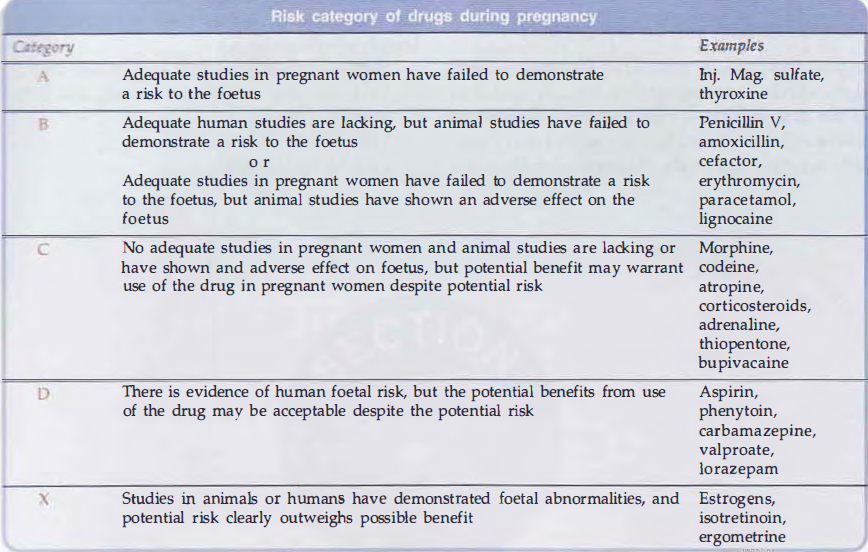 Risk category of drugs during pregnancy
Category Examples
A Adequate studies in pregnant women have failed to demonstrate Inj. Mag. sulfate,
a risk to the foetus thyroxine
B Adequate human studies are lacking, but animal studies have failed to Penicillin V,
demonstrate a risk to the foetus amoxicillin,
o r cefactor,
Adequate studies in pregnant women have failed to demonstrate a risk erythromycin,
to the foetus, but animal studies have shown an adverse effect on the paracetamol,
foetus lignocaine
C No adequate studies in pregnant women and animal studies are lacking or Morphine,
have shown and adverse effect on foetus, but potential benefit may warrant codeine,
use of the drug in pregnant women despite potential risk atropine,
corticosteroids,
adrenaline,
thiopentone,
bupivacaine
D There is evidence of human foetal risk, but the potential benefits from use Aspirin,
of the drug may be acceptable despite the potential risk phenytoin,
carbamazepine,
valproate,
lorazepam
X Studies in animals or humans have demonstrated foetal abnormalities, and Estrogens,
potential risk clearly outweighs possible benefit isotretinoin,
ergometrine